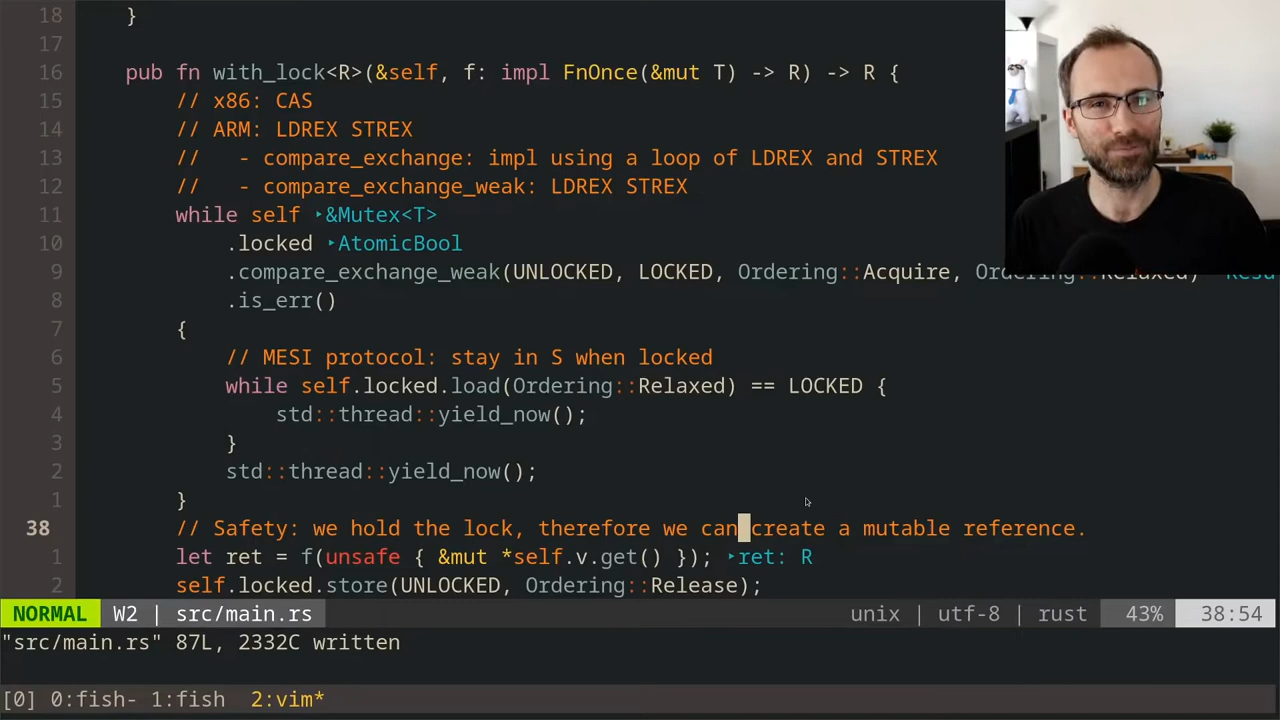 18 }
17
16 pub fn with_lock<R>(&self, f: impl FnOnce(&mut T) -> R) -> R {
15 // x86: CAS
14 // ARM: LDREX STREX
13 //   - compare_exchange: impl using a loop of LDREX and STREX
12 //   - compare_exchange_weak: LDREX STREX
11 while self ‣&Mutex<T>
10 .locked ‣AtomicBool
9 .compare_exchange_weak(UNLOCKED, LOCKED, Ordering::Acquire, Ordering::Relaxed)
8 .is_err()
7 {
6 // MESI protocol: stay in S when locked
5 while self.locked.load(Ordering::Relaxed) == LOCKED {
4 std::thread::yield_now();
3 }
2 std::thread::yield_now();
1 }
38 // Safety: we hold the lock, therefore we can create a mutable reference.
1 let ret = f(unsafe { &mut *self.v.get() }); ‣ret: R
2 self.locked.store(UNLOCKED, Ordering::Release);
NORMAL W2 | src/main.rs unix | utf-8 | rust 43% 38:54
"src/main.rs" 87L, 2332C written
[0] 0:fish- 1:fish 2:vim*